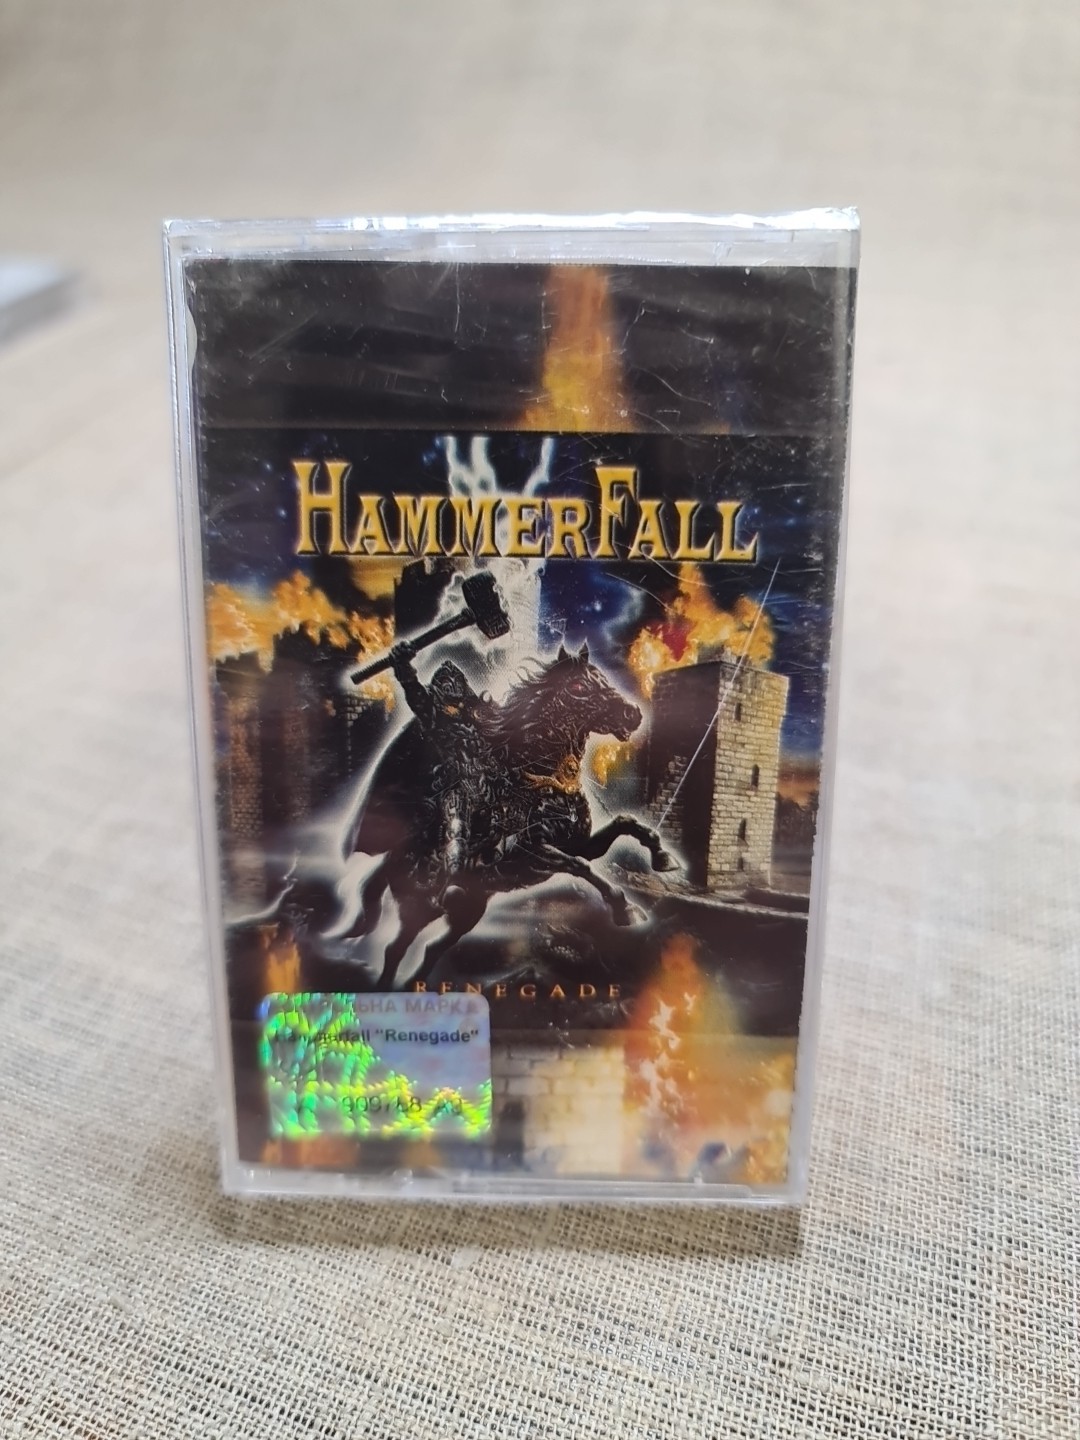 HAMMERFALL
RENEGADE
МАРКА
"Renegade"